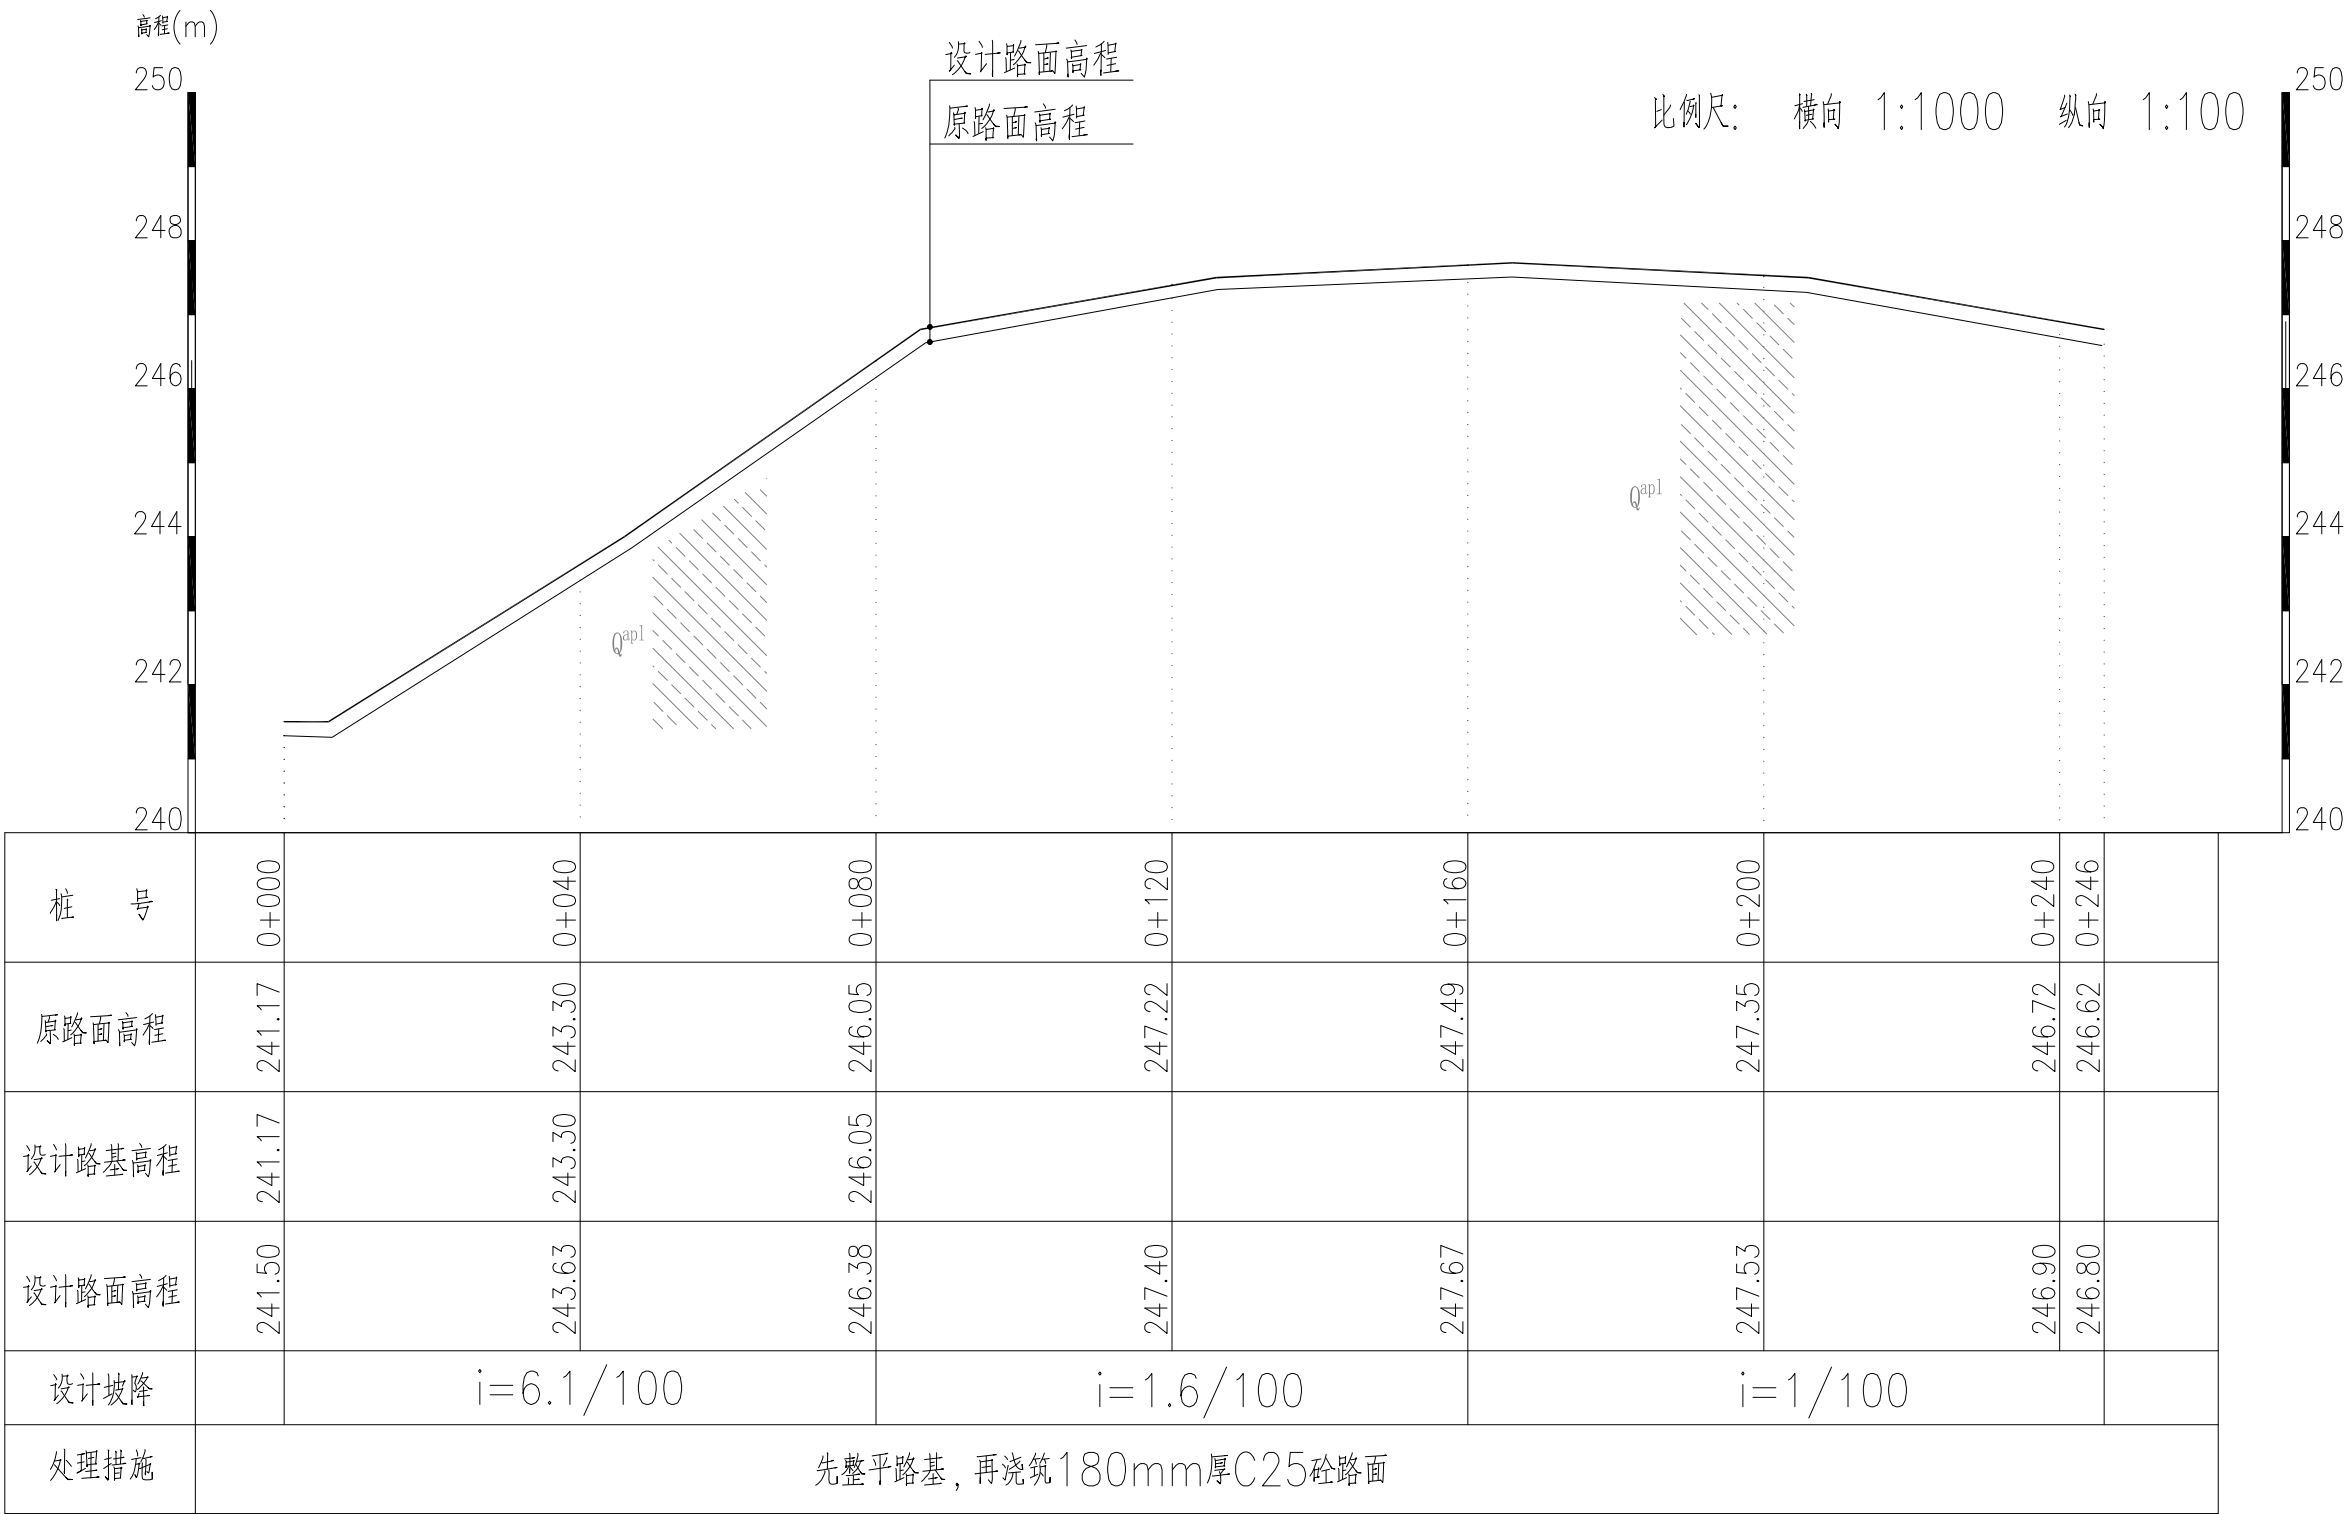 高程(m)
设计路面高程
原路面高程
比例尺: 横向 1:1000 纵向 1:100
250
248
246
244
242
240
250
248
246
244
242
240
Qapl
Qapl
桩 号 0+000 0+040 0+080 0+120 0+160 0+200 0+240 0+246
原路面高程 241.17 243.30 246.05 247.22 247.49 247.35 246.72 246.62
设计路基高程 241.17 243.30 246.05
设计路面高程 241.50 243.63 246.38 247.40 247.67 247.53 246.90 246.80
设计坡降 i=6.1/100 i=1.6/100 i=1/100
处理措施 先整平路基, 再浇筑180mm厚C25砼路面